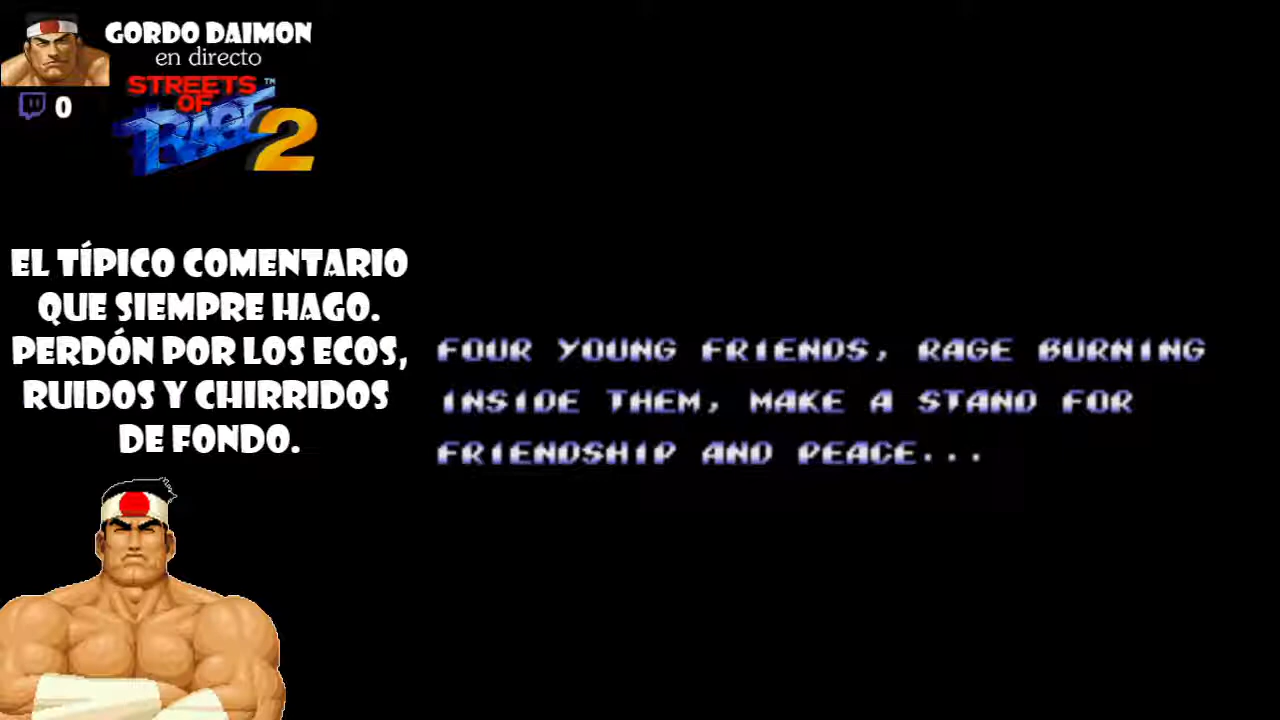 GORDO DAIMON
en directo
STREETS™
OF
RAGE 2
0
EL TÍPICO COMENTARIO
QUE SIEMPRE HAGO.
PERDÓN POR LOS ECOS,
RUIDOS Y CHIRRIDOS
DE FONDO.
FOUR YOUNG FRIENDS, RAGE BURNING
INSIDE THEM, MAKE A STAND FOR
FRIENDSHIP AND PEACE...